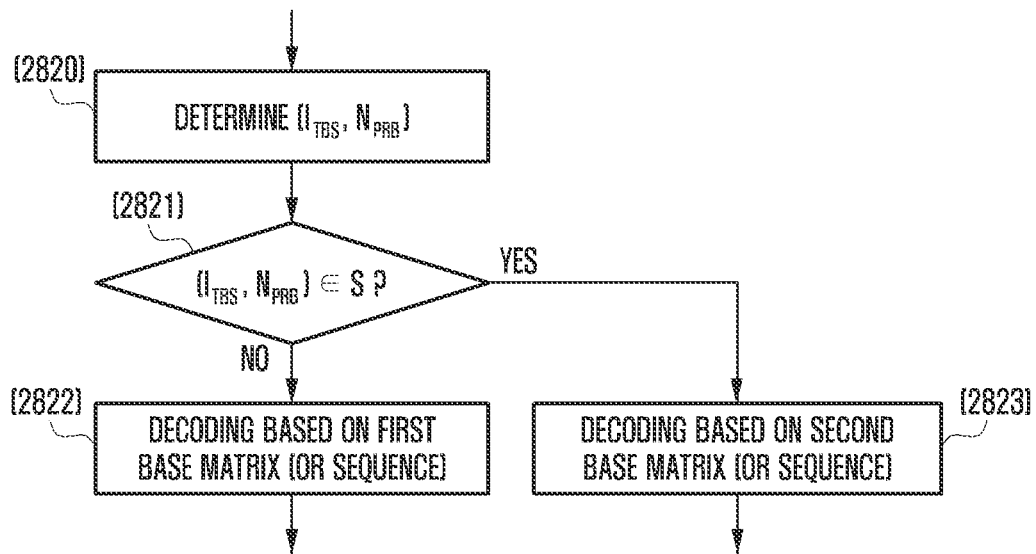 (2820)
DETERMINE (I_TBS, N_PRB)
(2821)
(I_TBS, N_PRB) ∈ S ?
YES
NO
(2822)
DECODING BASED ON FIRST
BASE MATRIX (OR SEQUENCE)
DECODING BASED ON SECOND
BASE MATRIX (OR SEQUENCE)
(2823)